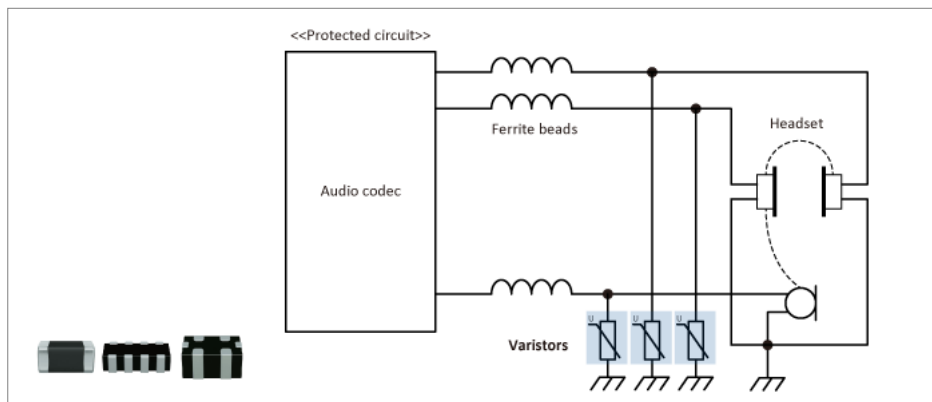 <<Protected circuit>>
Ferrite beads
Headset
Audio codec
Varistors
U
U
U